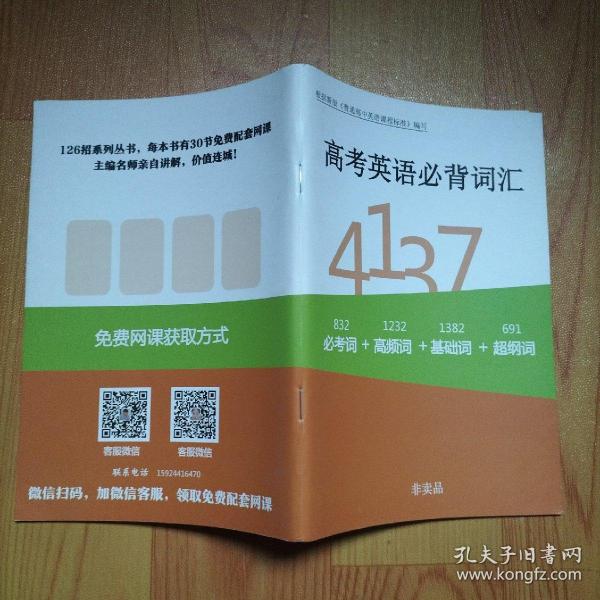 126招系列丛书，每本书有30节免费配套网课
主编名师亲自讲解，价值连城！
免费网课获取方式
客服微信 客服微信
联系电话 15924416470
微信扫码，加微信客服，领取免费配套网课
根据新版《普通高中英语课程标准》编写
高考英语必背词汇
4137
832 1232 1382 691
必考词 + 高频词 + 基础词 + 超纲词
非卖品
孔夫子旧书网
www.kongfz.com